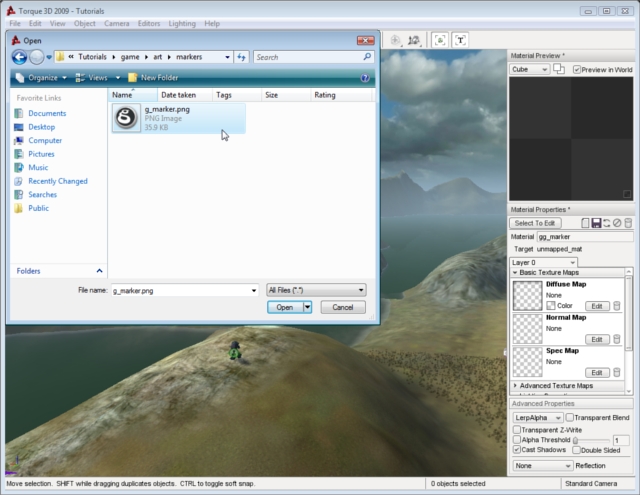 Torque 3D 2009 - Tutorials
File Edit View Object Camera Editors Lighting Help
Open
« Tutorials game art markers
Search
Organize Views New Folder
Favorite Links
Documents
Desktop
Computer
Pictures
Music
Recently Changed
Searches
Public
Folders
Name Date taken Tags Size Rating
g_marker.png
PNG Image
35.9 KB
File name: g_marker.png
All Files (*.*)
Open Cancel
Material Preview *
Cube
Preview in World
Material Properties *
Select To Edit
Material gg_marker
Target unmapped_mat
Layer 0
Basic Texture Maps
Diffuse Map
None
Color Edit
Normal Map
None
Edit
Spec Map
None
Edit
Advanced Texture Maps
Advanced Properties
LerpAlpha Transparent Blend
Transparent Z-Write
Alpha Threshold 1
Cast Shadows Double Sided
None Reflection
Move selection. SHIFT while dragging duplicates objects. CTRL to toggle soft snap.
0 objects selected
Standard Camera